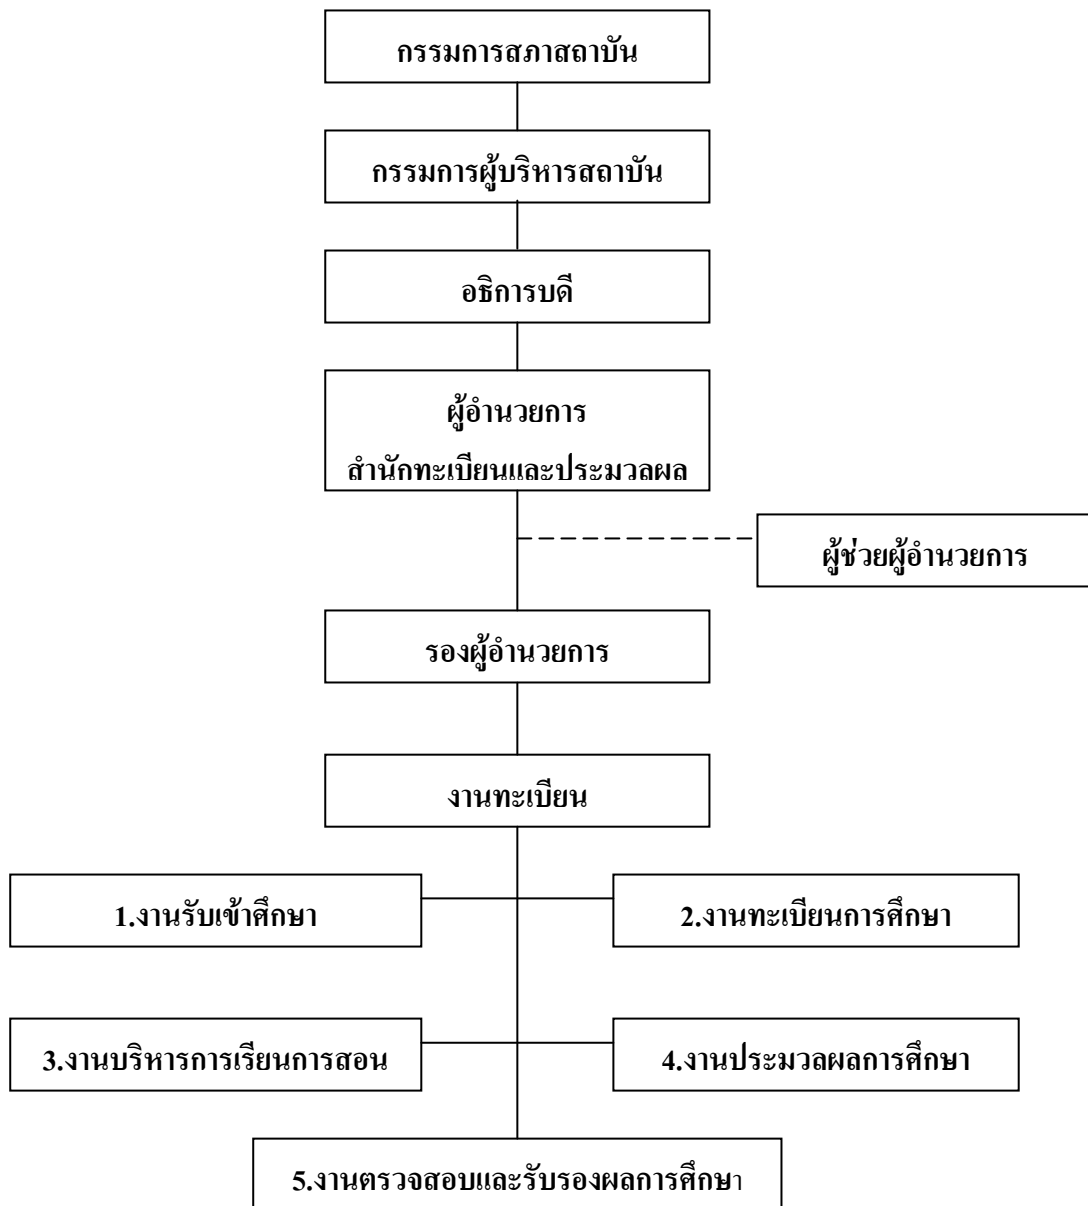 กรรมการสภาสถาบัน
กรรมการผู้บริหารสถาบัน
อธิการบดี
ผู้อำนวยการ
สำนักทะเบียนและประมวลผล
ผู้ช่วยผู้อำนวยการ
รองผู้อำนวยการ
งานทะเบียน
1.งานรับเข้าศึกษา
2.งานทะเบียนการศึกษา
3.งานบริหารการเรียนการสอน
4.งานประมวลผลการศึกษา
5.งานตรวจสอบและรับรองผลการศึกษา